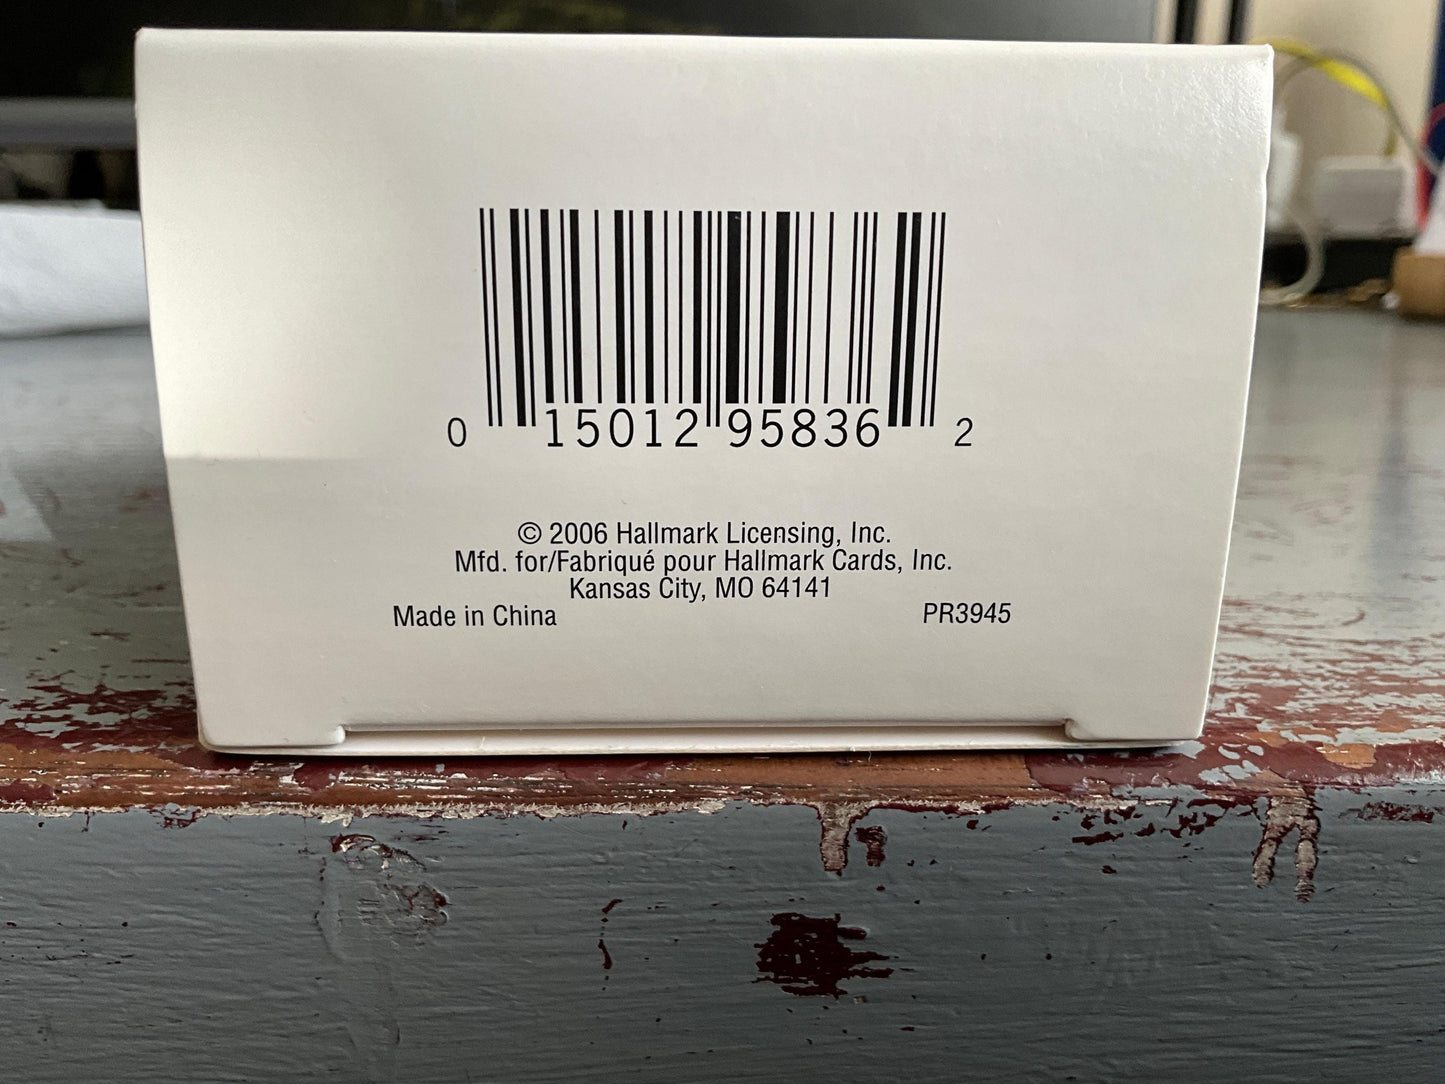 0 15012 95836 2
© 2006 Hallmark Licensing, Inc.
Mfd. for/Fabriqué pour Hallmark Cards, Inc.
Kansas City, MO 64141
Made in China PR3945